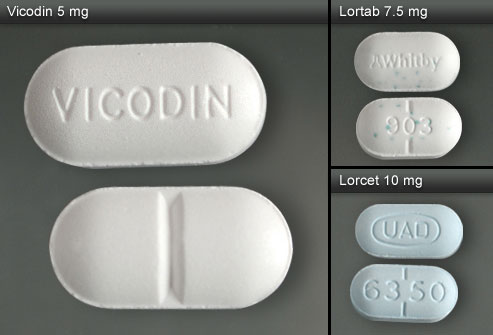 Vicodin 5 mg
VICODIN
Lortab 7.5 mg
AWhitby
903
Lorcet 10 mg
UAD
63 50